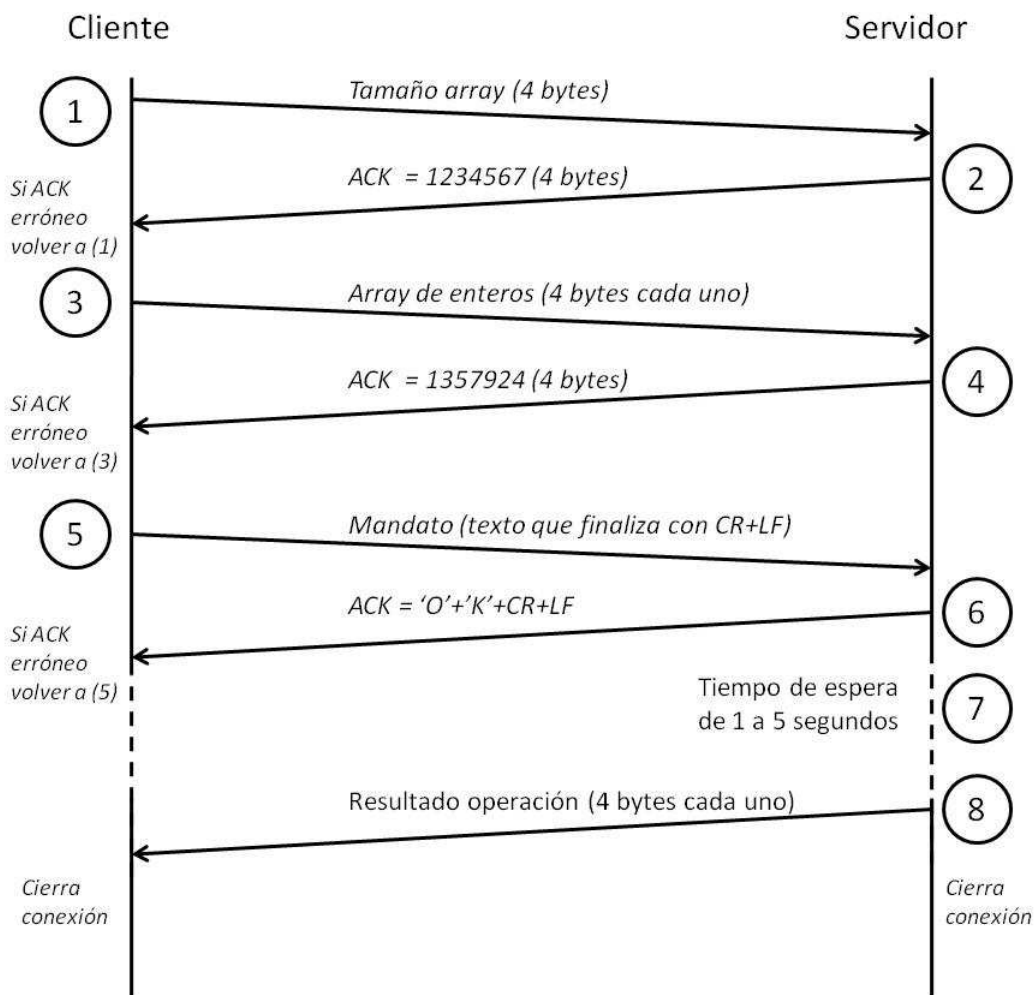 Cliente
Servidor
1
Tamaño array (4 bytes)
ACK = 1234567 (4 bytes)
2
Si ACK
erróneo
volver a (1)
3
Array de enteros (4 bytes cada uno)
ACK = 1357924 (4 bytes)
4
Si ACK
erróneo
volver a (3)
5
Mandato (texto que finaliza con CR+LF)
ACK = ‘O’+’K’+CR+LF
6
Si ACK
erróneo
volver a (5)
Tiempo de espera
de 1 a 5 segundos
7
Resultado operación (4 bytes cada uno)
8
Cierra
conexión
Cierra
conexión